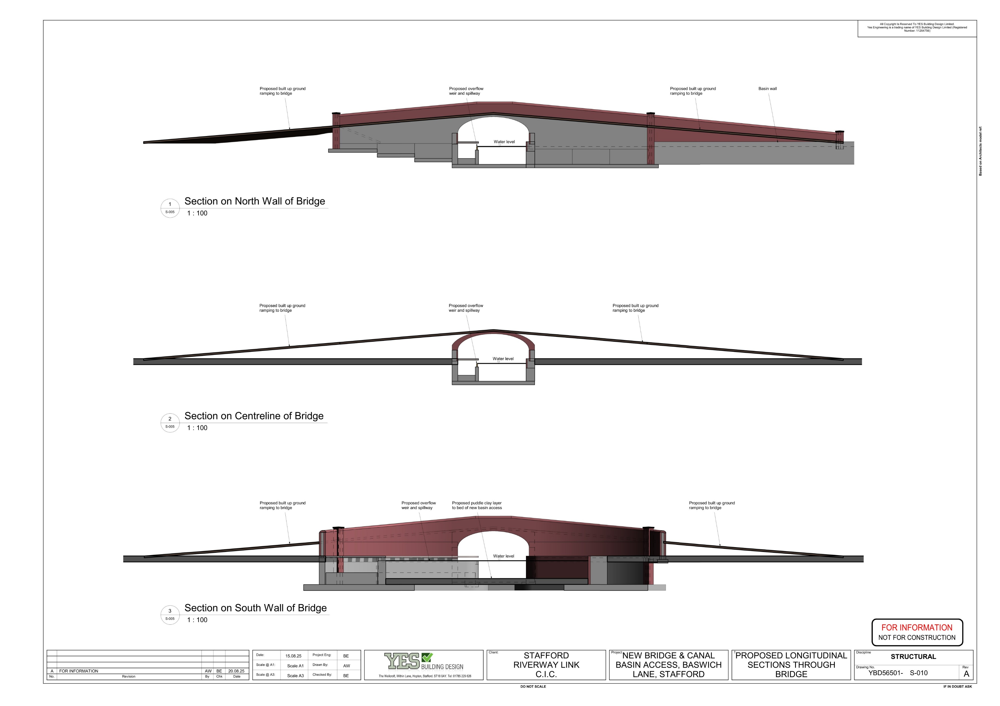 All Copyright Is Reserved To YES Building Design Limited.
Yes Engineering is a trading name of YES Building Design Limited (Registered
Number: 11264756)
Based on Architects model ref:
Proposed built up ground
ramping to bridge
Proposed overflow
weir and spillway
Proposed built up ground
ramping to bridge
Basin wall
Water level
1
S-005
Section on North Wall of Bridge
1 : 100
Proposed built up ground
ramping to bridge
Proposed overflow
weir and spillway
Proposed built up ground
ramping to bridge
Water level
2
S-005
Section on Centreline of Bridge
1 : 100
Proposed built up ground
ramping to bridge
Proposed overflow
weir and spillway
Proposed puddle clay layer
to bed of new basin access
Proposed built up ground
ramping to bridge
Water level
3
S-005
Section on South Wall of Bridge
1 : 100
FOR INFORMATION
NOT FOR CONSTRUCTION
A FOR INFORMATION AW BE 20.08.25
No. Revision By Chk Date
Date: 15.08.25 Project Eng: BE
Scale @ A1: Scale A1 Drawn By: AW
Scale @ A3: Scale A3 Checked By: BE
YES BUILDING DESIGN
The Wellcroft, Within Lane, Hopton, Stafford. ST18 0AY. Tel: 01785 229 626
Client:
STAFFORD
RIVERWAY LINK
C.I.C.
Project:
NEW BRIDGE & CANAL
BASIN ACCESS, BASWICH
LANE, STAFFORD
PROPOSED LONGITUDINAL
SECTIONS THROUGH
BRIDGE
Discipline
STRUCTURAL
Drawing No.
YBD56501- S-010
Rev
A
DO NOT SCALE
IF IN DOUBT ASK